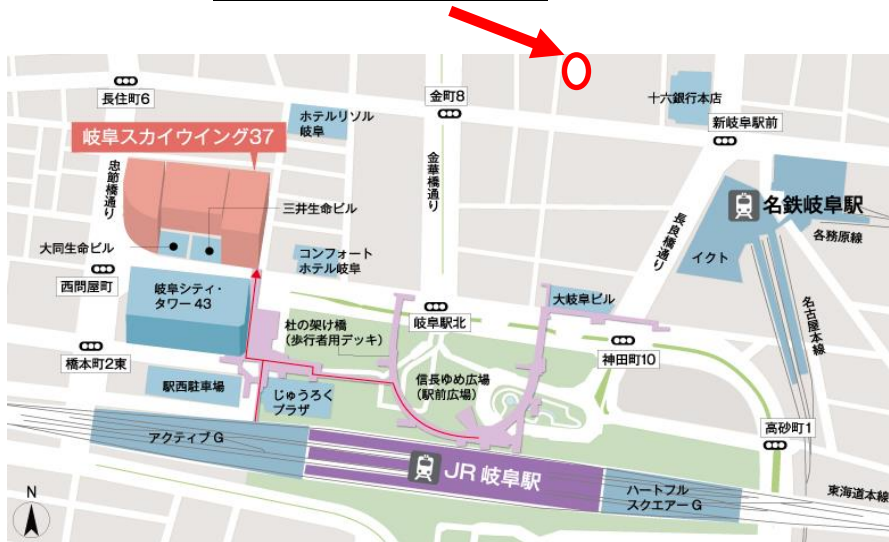 長住町6
金町8
十六銀行本店
新岐阜駅前
ホテルリソル
岐阜
岐阜スカイウイング37
忠節橋通り
金華橋通り
長良橋通り
名鉄岐阜駅
各務原線
三井生命ビル
大同生命ビル
コンフォート
ホテル岐阜
イクト
西問屋町
岐阜シティ・
タワー43
大岐阜ビル
名古屋本線
杜の架け橋
(歩行者用デッキ)
岐阜駅北
橋本町2東
神田町10
信長ゆめ広場
(駅前広場)
駅西駐車場
じゅうろく
プラザ
高砂町1
アクティブG
JR 岐阜駅
ハートフル
スクエアーG
東海道本線
N